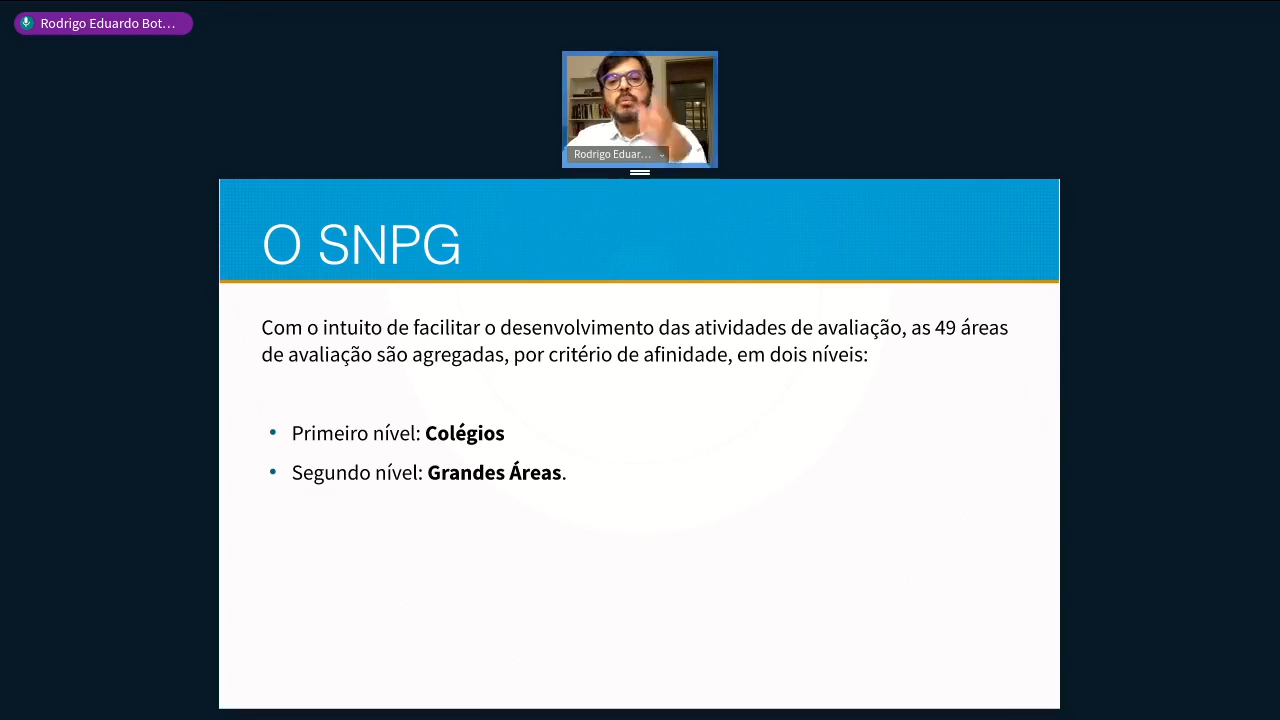 Rodrigo Eduardo Bot...
Rodrigo Eduar...
O SNPG
Com o intuito de facilitar o desenvolvimento das atividades de avaliação, as 49 áreas
de avaliação são agregadas, por critério de afinidade, em dois níveis:
• Primeiro nível: Colégios
• Segundo nível: Grandes Áreas.